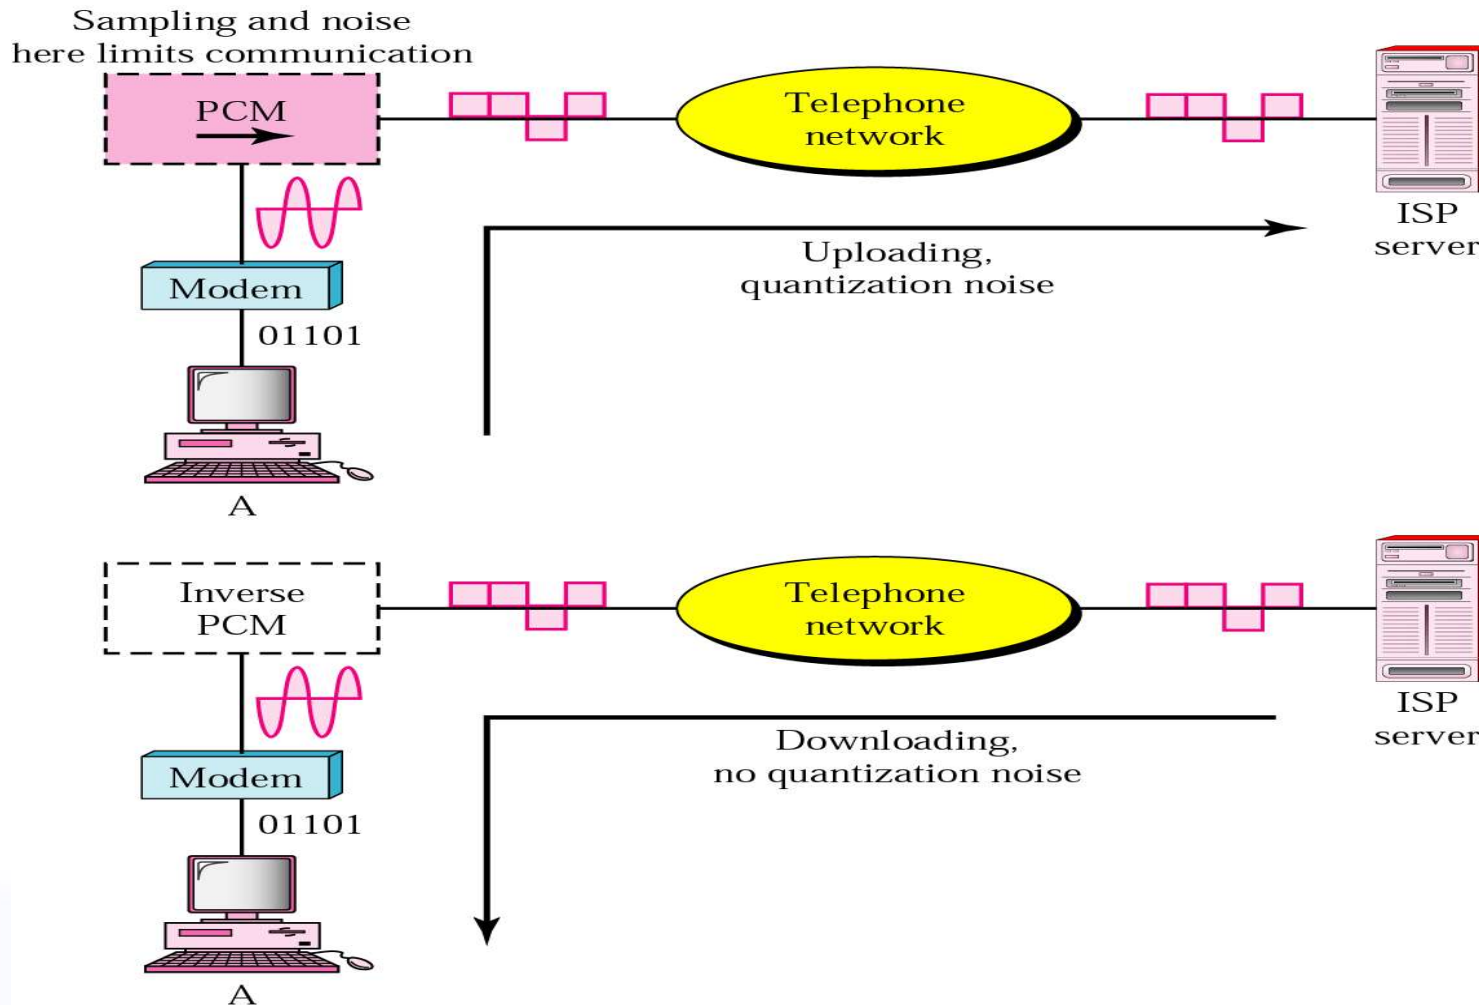 Sampling and noise
here limits communication
PCM
Telephone
network
ISP
server
Uploading,
quantization noise
Modem
01101
A
Inverse
PCM
Telephone
network
ISP
server
Downloading,
no quantization noise
Modem
01101
A